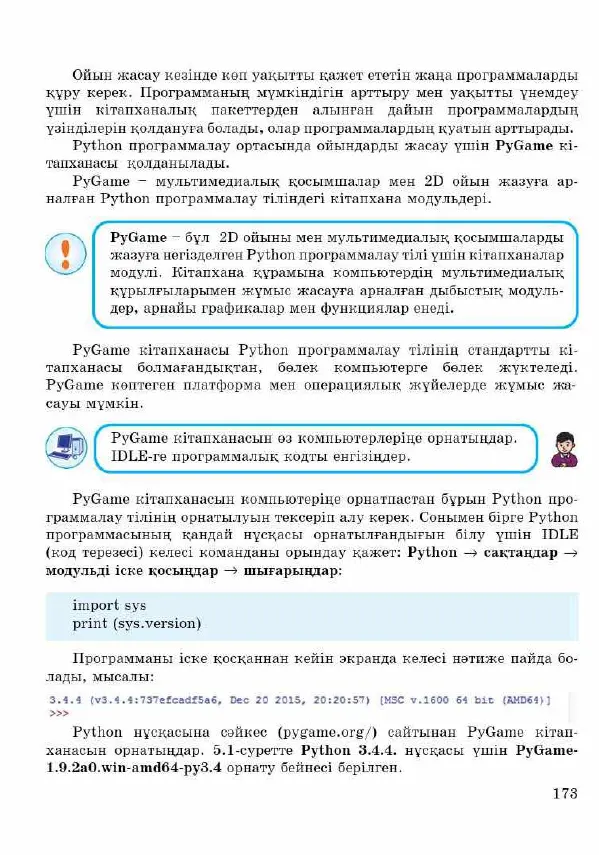 Ойын жасау кезінде көп уақытты қажет ететін жаңа программаларды
құру керек. Программаның мүмкіндігін арттыру мен уақытты үнемдеу
үшін кітапханалық пакеттерден алынған дайын программалардың
үзінділерін қолдануға болады, олар программалардың қуатын арттырады.
Python программалау ортасында ойындарды жасау үшін PyGame кі-
тапханасы қолданылады.
PyGame – мультимедиалық қосымшалар мен 2D ойын жазуға ар-
налған Python программалау тіліндегі кітапхана модульдері.
PyGame – бұл 2D ойыны мен мультимедиалық қосымшаларды
жазуға негізделген Python программалау тілі үшін кітапханалар
модулі. Кітапхана құрамына компьютердің мультимедиалық
құрылғыларымен жұмыс жасауға арналған дыбыстық модуль-
дер, арнайы графикалар мен функциялар енеді.
PyGame кітапханасы Python программалау тілінің стандартты кі-
тапханасы болмағандықтан, бөлек компьютерге бөлек жүктеледі.
PyGame көптеген платформа мен операциялық жүйелерде жұмыс жа-
сауы мүмкін.
PyGame кітапханасын өз компьютерлеріңе орнатыңдар.
IDLE-ге программалық кодты енгізіңдер.
PyGame кітапханасын компьютеріңе орнатпастан бұрын Python про-
граммалау тілінің орнатылуын тексеріп алу керек. Сонымен бірге Python
программасының қандай нұсқасы орнатылғандығын білу үшін IDLE
(код терезесі) келесі команданы орындау қажет: Python → сақтаңдар →
модульді іске қосыңдар → шығарыңдар:
import sys
print (sys.version)
Программаны іске қосқаннан кейін экранда келесі нәтиже пайда бо-
лады, мысалы:
3.4.4 (v3.4.4:737efcadf5a6, Dec 20 2015, 20:20:57) [MSC v.1600 64 bit (AMD64)]
>>>
Python нұсқасына сәйкес (pygame.org/) сайтынан PyGame кітап-
ханасын орнатыңдар. 5.1-суретте Python 3.4.4. нұсқасы үшін PyGame-
1.9.2a0.win-amd64-py3.4 орнату бейнесі берілген.
173